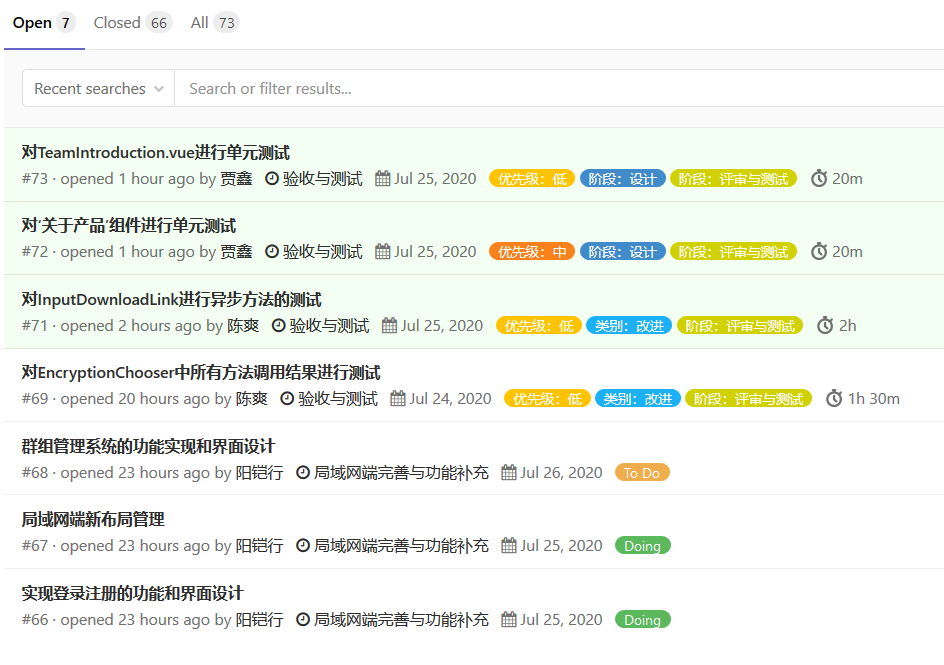 Open 7 Closed 66 All 73
Recent searches Search or filter results...
对TeamIntroduction.vue进行单元测试
#73 · opened 1 hour ago by 贾鑫 验收与测试 Jul 25, 2020 优先级：低 阶段：设计 阶段：评审与测试 20m
对‘关于产品’组件进行单元测试
#72 · opened 1 hour ago by 贾鑫 验收与测试 Jul 25, 2020 优先级：中 阶段：设计 阶段：评审与测试 20m
对InputDownloadLink进行异步方法的测试
#71 · opened 2 hours ago by 陈爽 验收与测试 Jul 25, 2020 优先级：低 类别：改进 阶段：评审与测试 2h
对EncryptionChooser中所有方法调用结果进行测试
#69 · opened 20 hours ago by 陈爽 验收与测试 Jul 24, 2020 优先级：低 类别：改进 阶段：评审与测试 1h 30m
群组管理系统的功能实现和界面设计
#68 · opened 23 hours ago by 阳铠行 局域网端完善与功能补充 Jul 26, 2020 To Do
局域网端新布局管理
#67 · opened 23 hours ago by 阳铠行 局域网端完善与功能补充 Jul 25, 2020 Doing
实现登录注册的功能和界面设计
#66 · opened 23 hours ago by 阳铠行 局域网端完善与功能补充 Jul 25, 2020 Doing